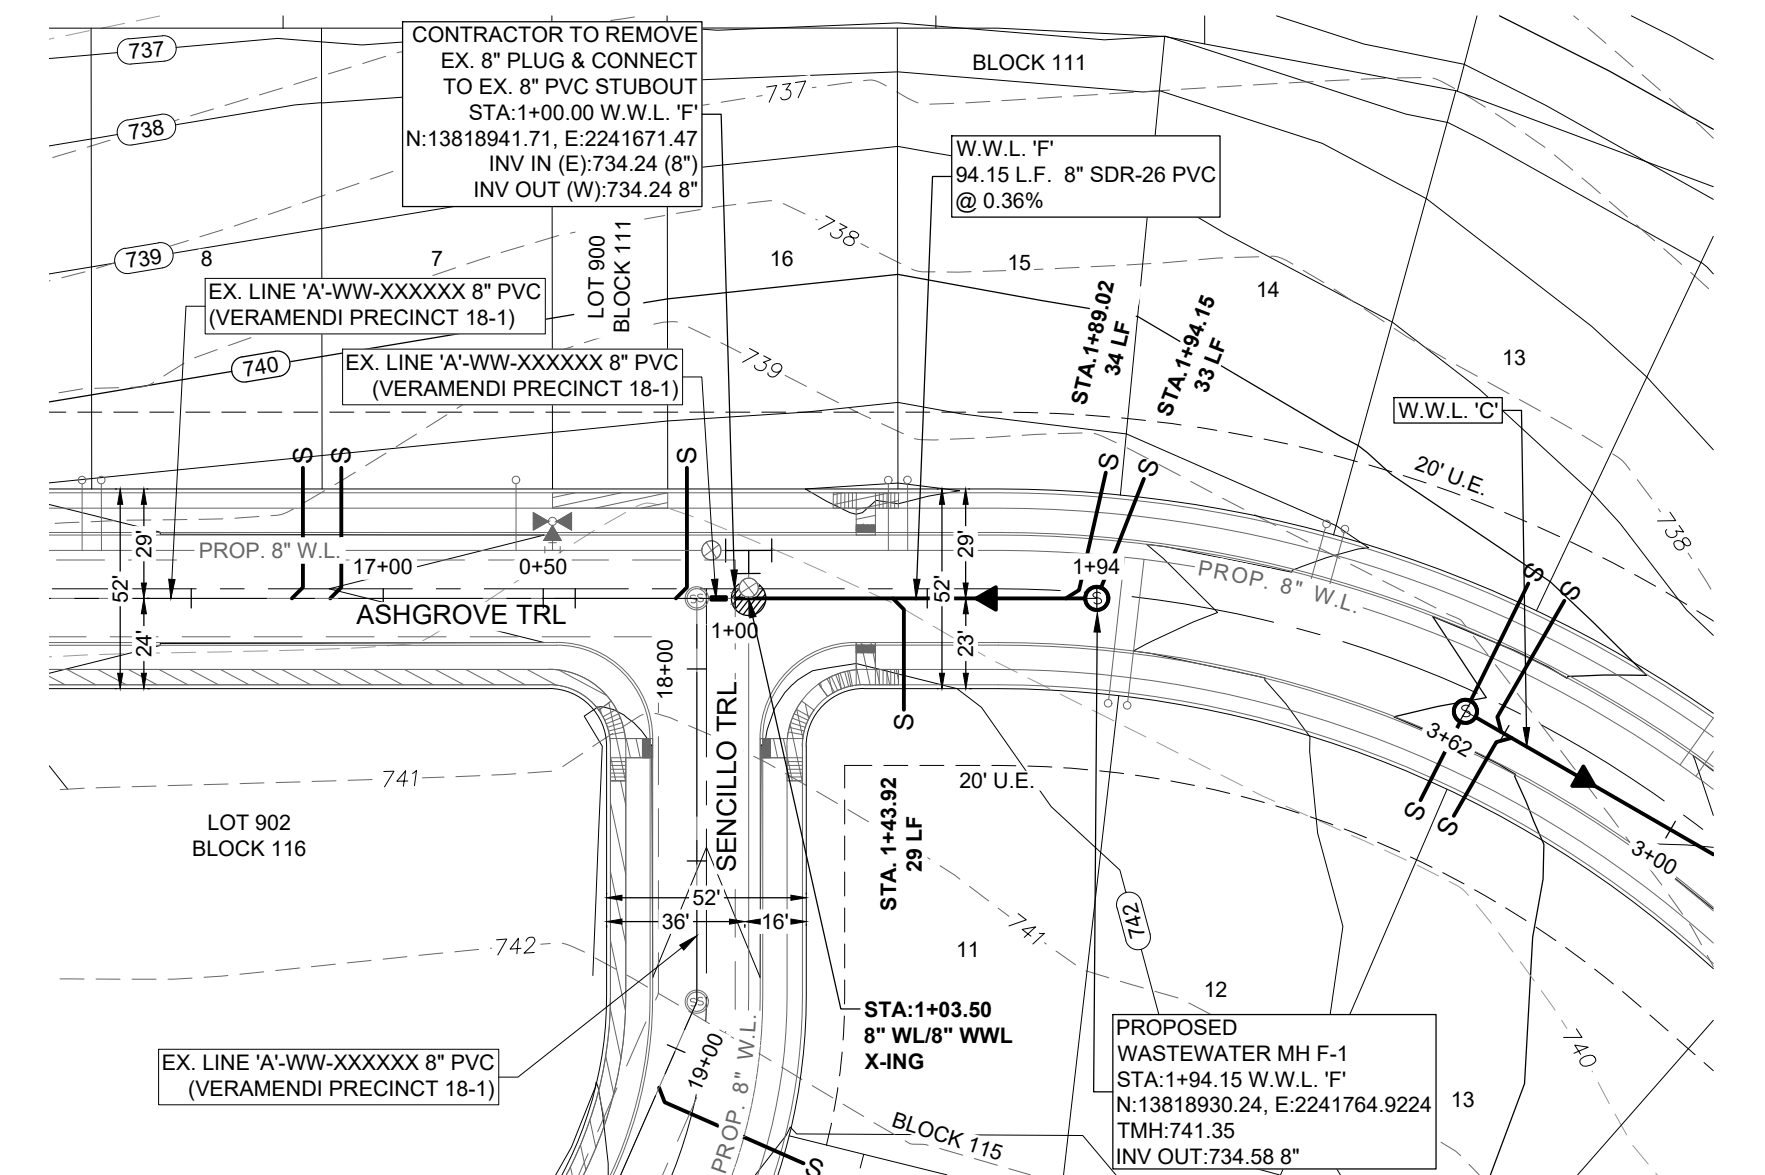 737
738
739
740
CONTRACTOR TO REMOVE
EX. 8" PLUG & CONNECT
TO EX. 8" PVC STUBOUT
STA:1+00.00 W.W.L. 'F'
N:13818941.71, E:2241671.47
INV IN (E):734.24 (8")
INV OUT (W):734.24 8"
737
BLOCK 111
W.W.L. 'F'
94.15 L.F. 8" SDR-26 PVC
@ 0.36%
738
8
7
LOT 900
BLOCK 111
16
15
14
13
EX. LINE 'A'-WW-XXXXXX 8" PVC
(VERAMENDI PRECINCT 18-1)
EX. LINE 'A'-WW-XXXXXX 8" PVC
(VERAMENDI PRECINCT 18-1)
739
STA.1+89.02
34 LF
STA.1+94.15
33 LF
W.W.L. 'C'
20' U.E.
738
S
S
S
S
S
S
S
29'
52'
24'
PROP. 8" W.L.
17+00
0+50
ASHGROVE TRL
SS
1+00
18+00
29'
52'
23'
1+94
S
PROP. 8" W.L.
S
S
3+62
S
S
3+00
SENCILLO TRL
741
LOT 902
BLOCK 116
742
52'
36'
16'
20' U.E.
STA. 1+43.92
29 LF
741
742
11
12
13
740
STA:1+03.50
8" WL/8" WWL
X-ING
SS
19+00
PROP. 8" W.L.
S
EX. LINE 'A'-WW-XXXXXX 8" PVC
(VERAMENDI PRECINCT 18-1)
BLOCK 115
PROPOSED
WASTEWATER MH F-1
STA:1+94.15 W.W.L. 'F'
N:13818930.24, E:2241764.9224
TMH:741.35
INV OUT:734.58 8"